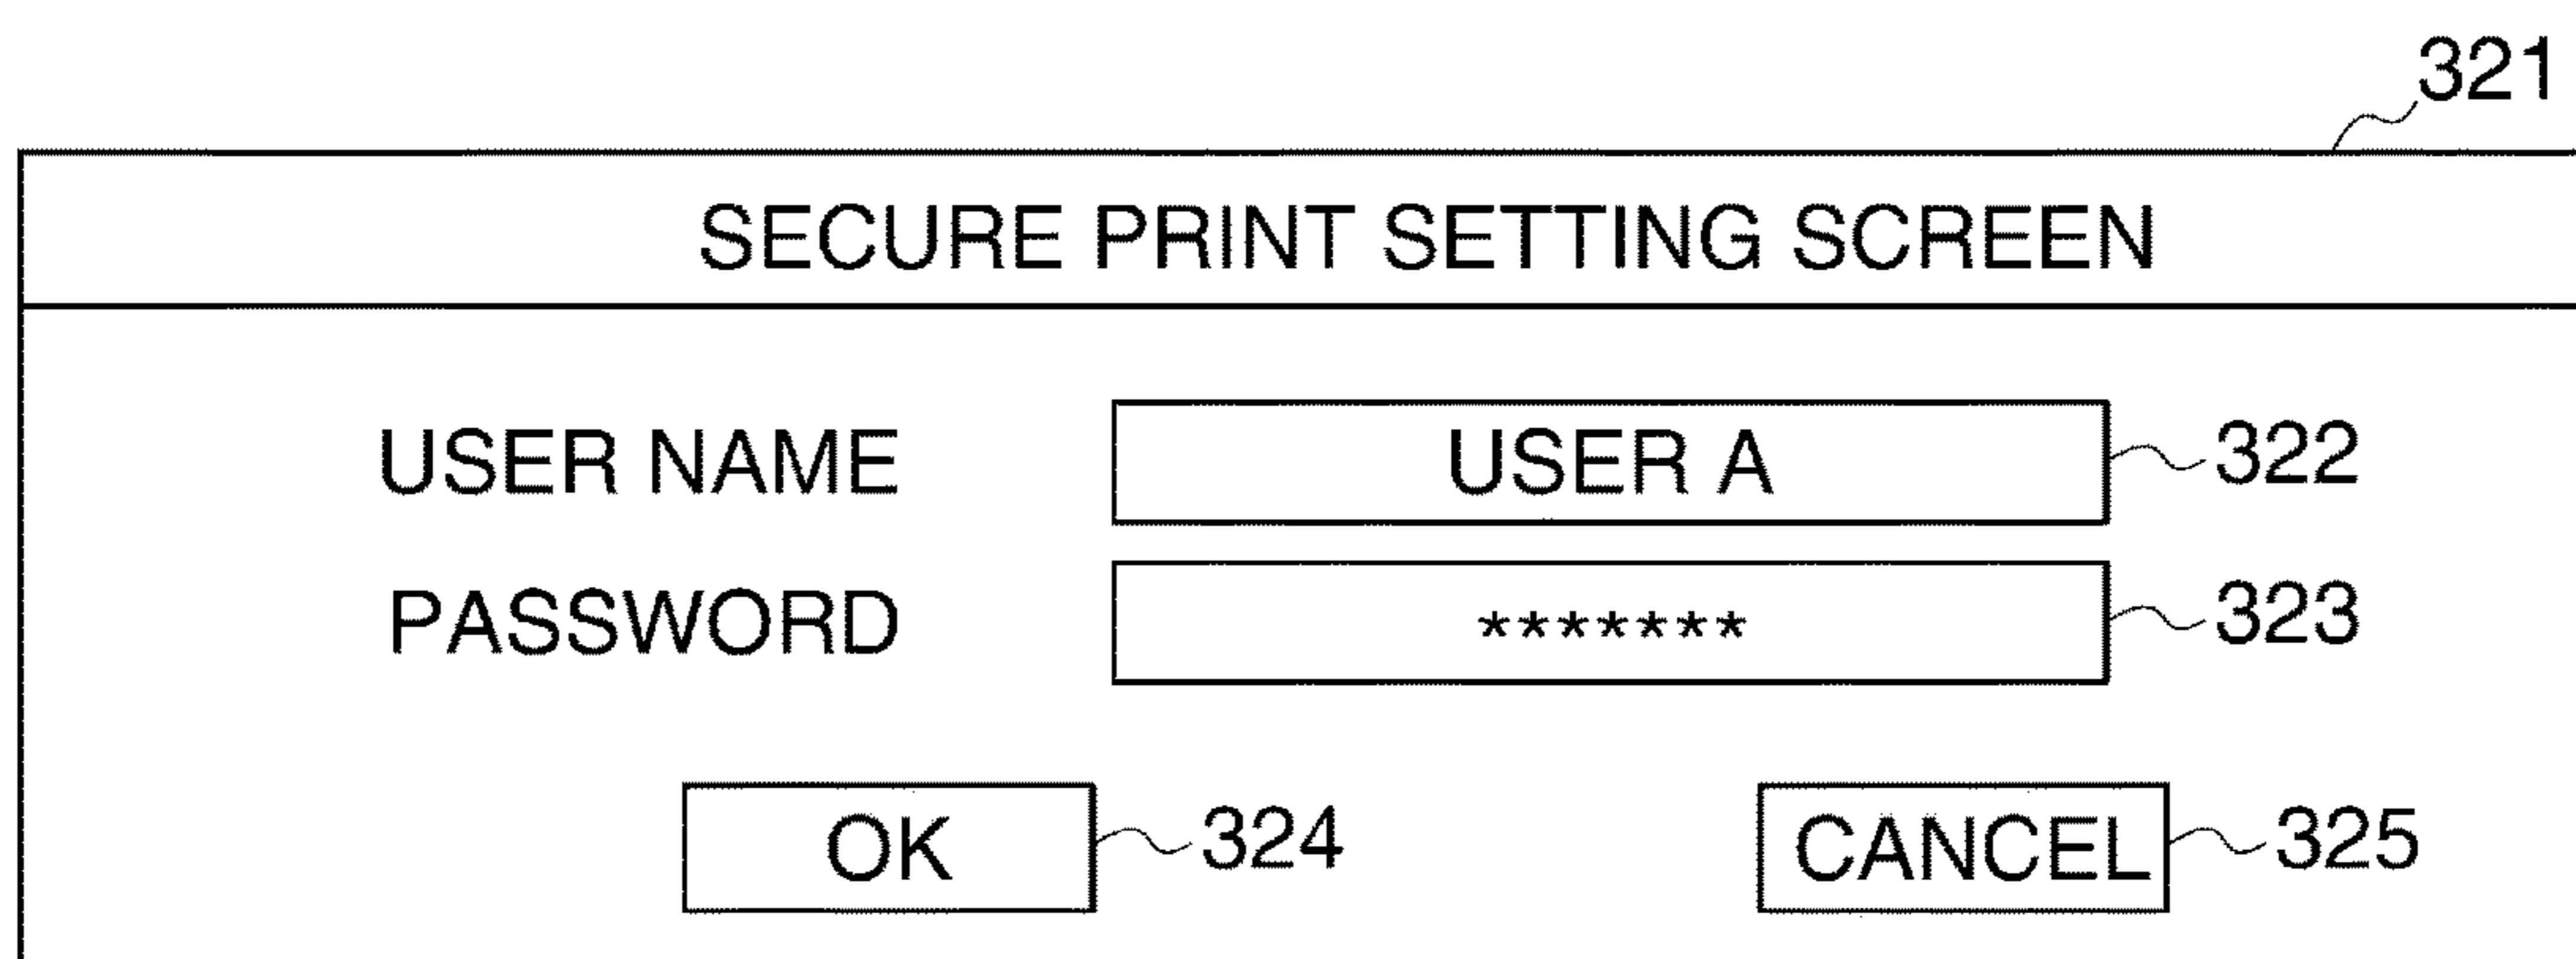 321
SECURE PRINT SETTING SCREEN
USER NAME USER A 322
PASSWORD ******* 323
OK 324 CANCEL 325